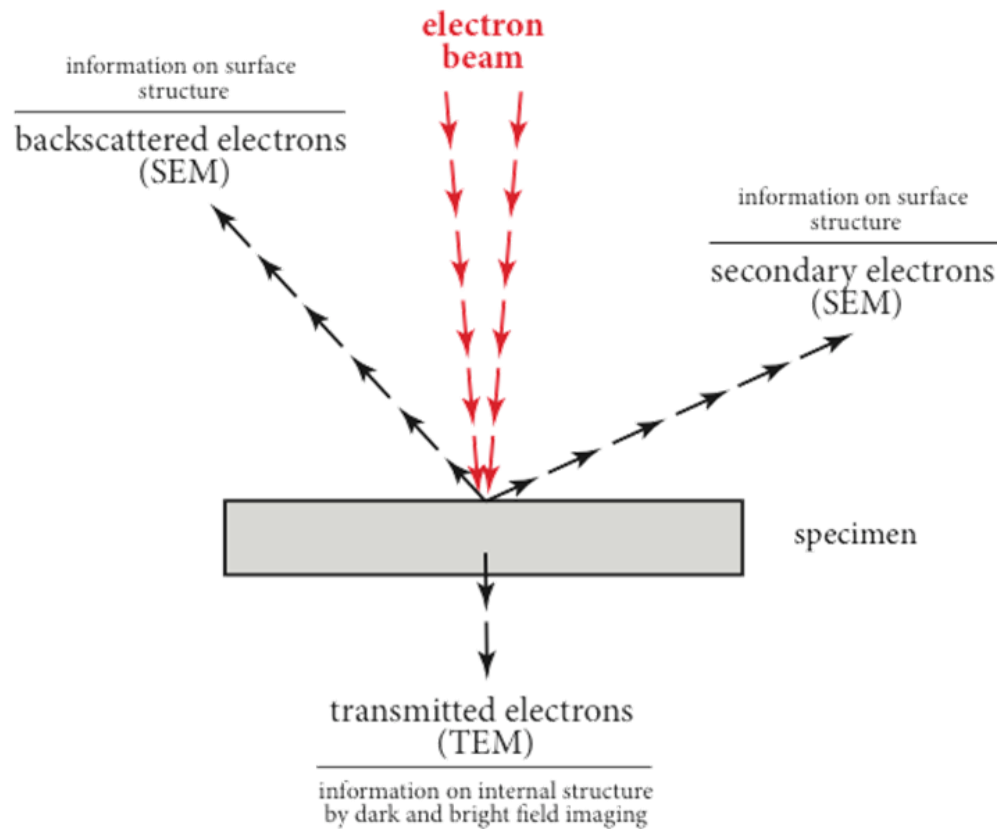 electron
beam
information on surface
structure
backscattered electrons
(SEM)
information on surface
structure
secondary electrons
(SEM)
specimen
transmitted electrons
(TEM)
information on internal structure
by dark and bright field imaging